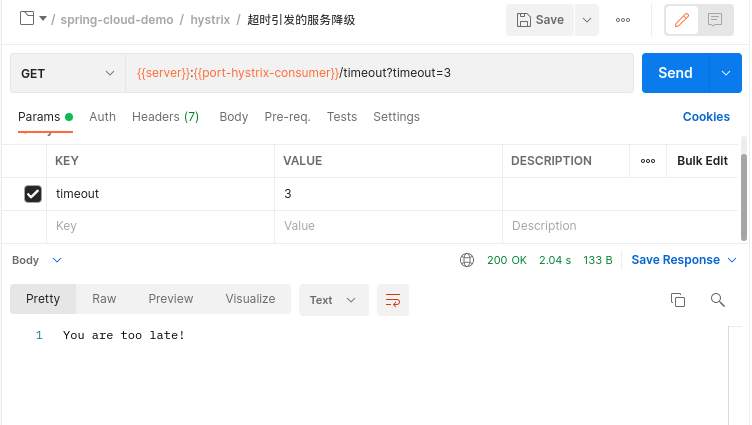 / spring-cloud-demo / hystrix / 超时引发的服务降级
Save
GET
{{server}}:{{port-hystrix-consumer}}/timeout?timeout=3
Send
Params Auth Headers (7) Body Pre-req. Tests Settings Cookies
KEY VALUE DESCRIPTION Bulk Edit
timeout 3
Key Value Description
Body 200 OK 2.04 s 133 B Save Response
Pretty Raw Preview Visualize Text
1 You are too late!